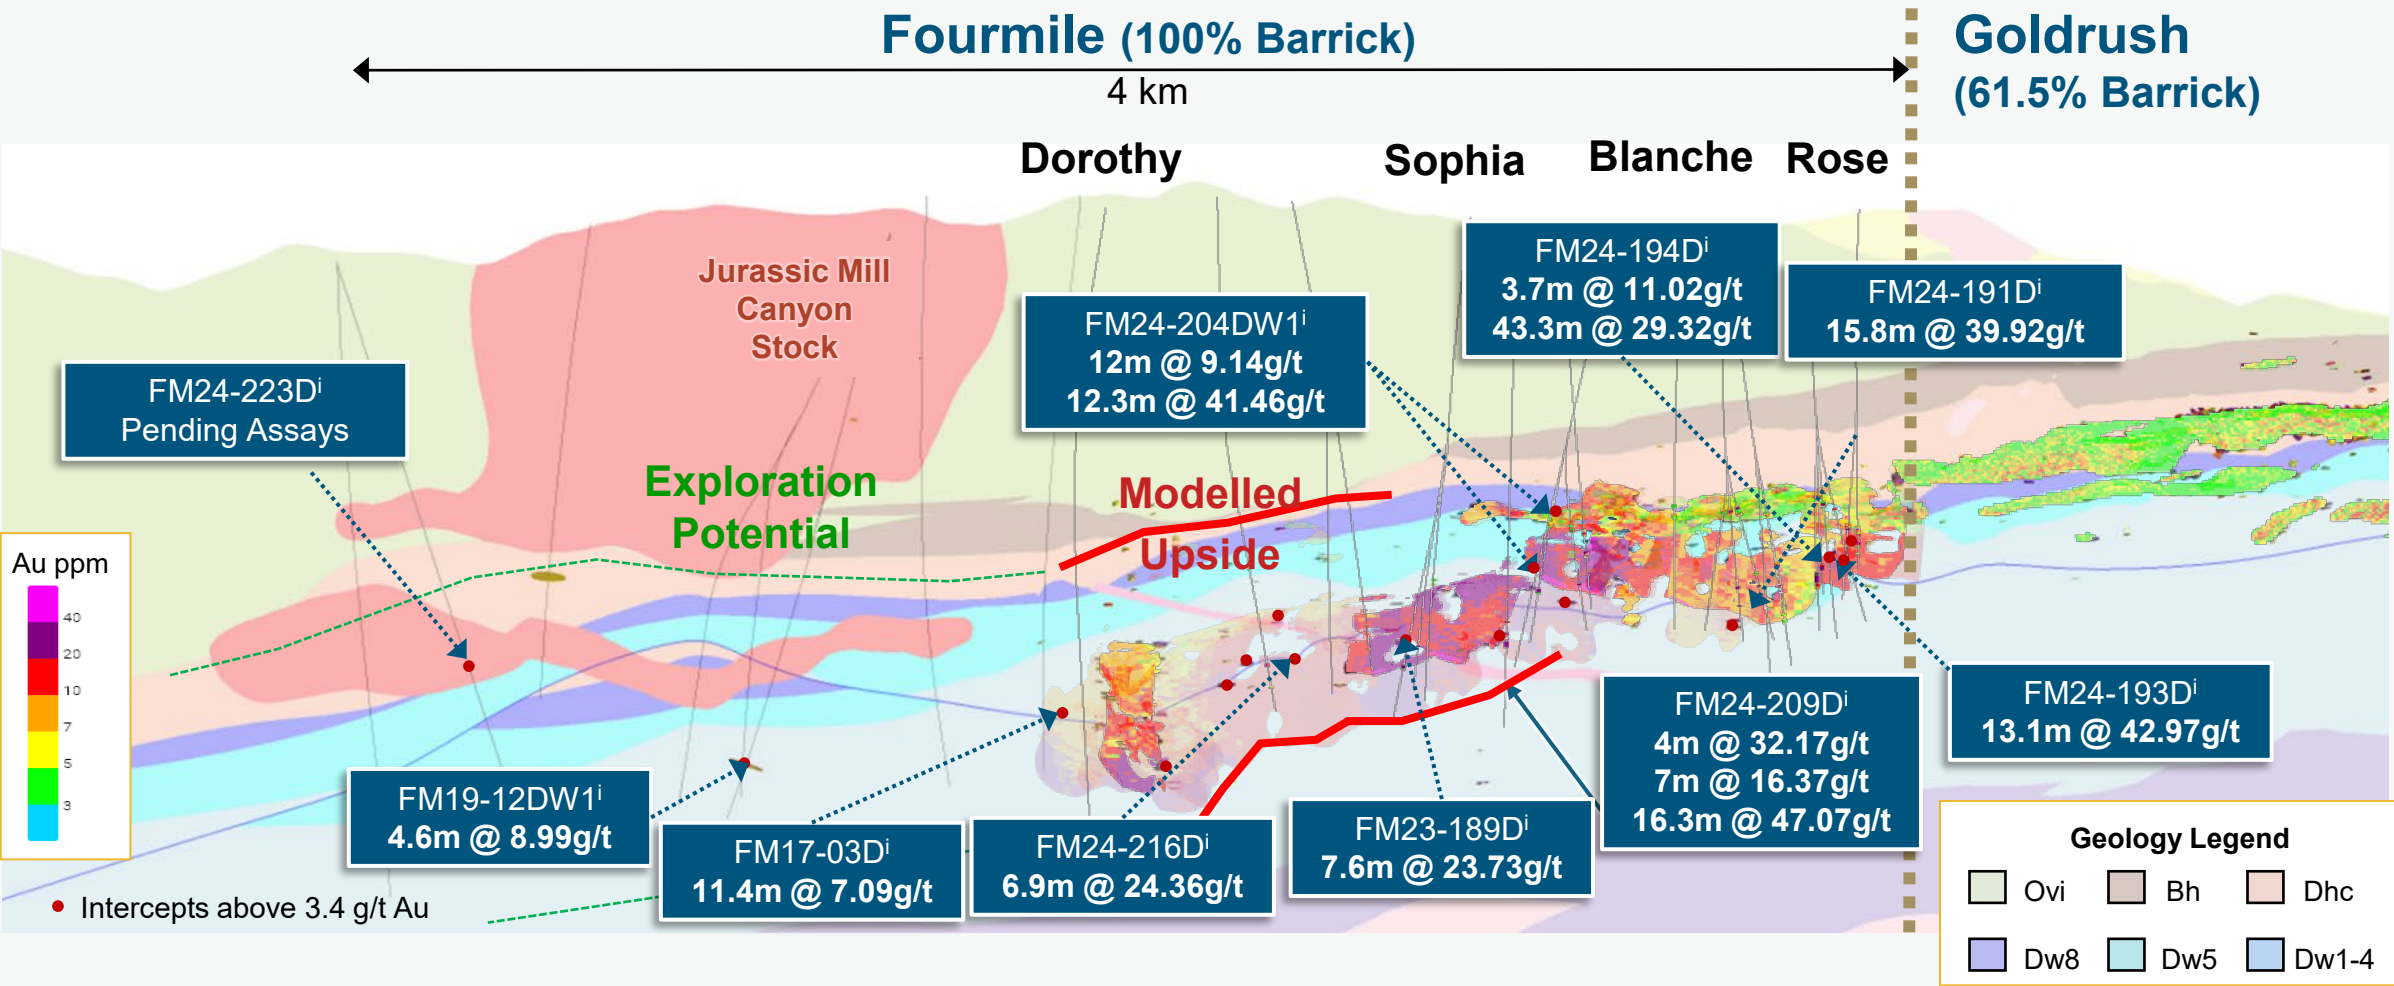 Fourmile (100% Barrick)
4 km
Goldrush
(61.5% Barrick)
Dorothy
Sophia
Blanche
Rose
Jurassic Mill
Canyon
Stock
FM24-204DW1ⁱ
12m @ 9.14g/t
12.3m @ 41.46g/t
FM24-194Dⁱ
3.7m @ 11.02g/t
43.3m @ 29.32g/t
FM24-191Dⁱ
15.8m @ 39.92g/t
FM24-223Dⁱ
Pending Assays
Exploration
Potential
Modelled
Upside
Au ppm
40
20
10
7
5
3
FM19-12DW1ⁱ
4.6m @ 8.99g/t
FM17-03Dⁱ
11.4m @ 7.09g/t
FM24-216Dⁱ
6.9m @ 24.36g/t
FM23-189Dⁱ
7.6m @ 23.73g/t
FM24-209Dⁱ
4m @ 32.17g/t
7m @ 16.37g/t
16.3m @ 47.07g/t
FM24-193Dⁱ
13.1m @ 42.97g/t
Intercepts above 3.4 g/t Au
Geology Legend
Ovi Bh Dhc
Dw8 Dw5 Dw1-4